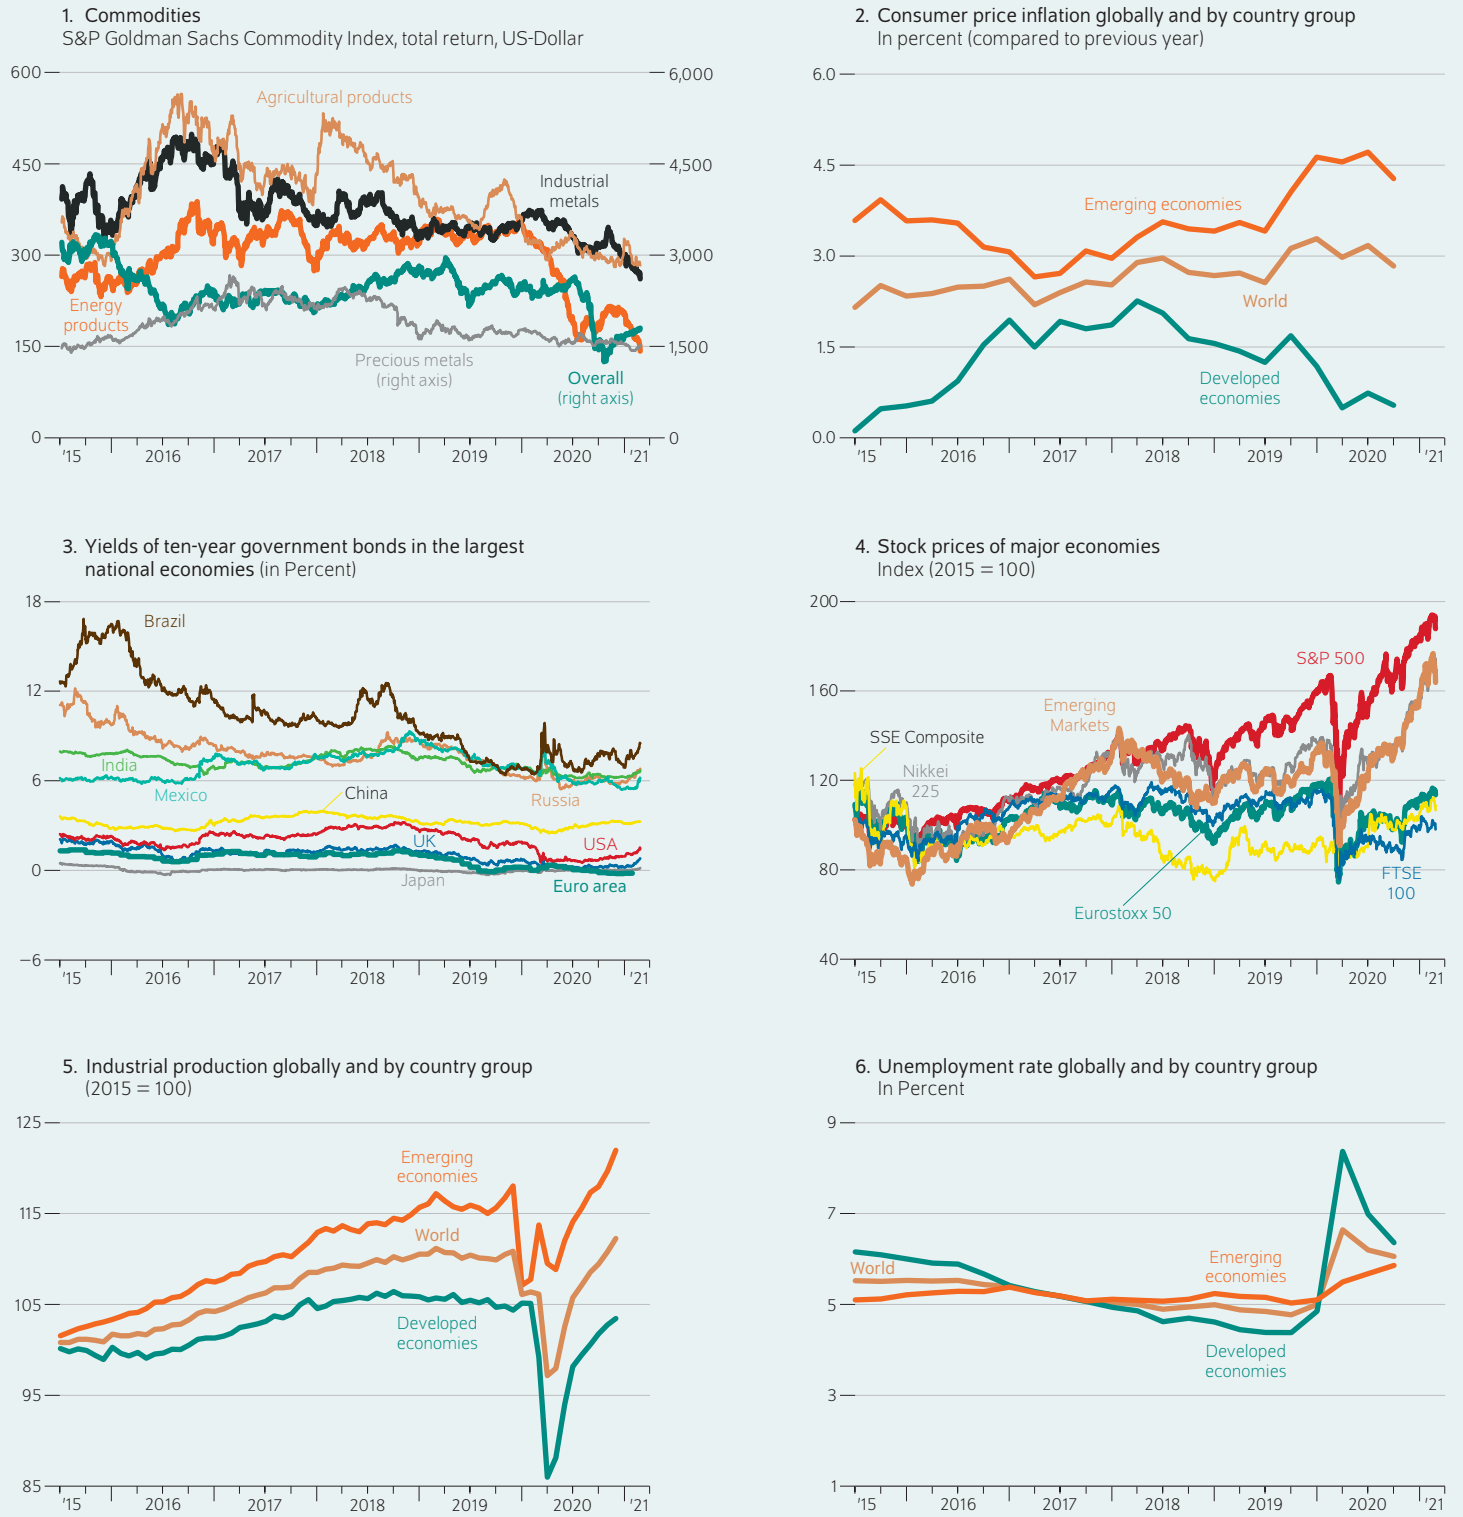 1. Commodities
S&P Goldman Sachs Commodity Index, total return, US-Dollar
600
450
300
150
0
6,000
4,500
3,000
1,500
0
Agricultural products
Industrial
metals
Energy
products
Precious metals
(right axis)
Overall
(right axis)
'15 2016 2017 2018 2019 2020 '21
2. Consumer price inflation globally and by country group
In percent (compared to previous year)
6.0
4.5
3.0
1.5
0.0
Emerging economies
World
Developed
economies
'15 2016 2017 2018 2019 2020 '21
3. Yields of ten-year government bonds in the largest
national economies (in Percent)
18
12
6
0
−6
Brazil
India
Mexico
China
Russia
UK
USA
Japan
Euro area
'15 2016 2017 2018 2019 2020 '21
4. Stock prices of major economies
Index (2015 = 100)
200
160
120
80
40
S&P 500
Emerging
Markets
SSE Composite
Nikkei
225
FTSE
100
Eurostoxx 50
'15 2016 2017 2018 2019 2020 '21
5. Industrial production globally and by country group
(2015 = 100)
125
115
105
95
85
Emerging
economies
World
Developed
economies
'15 2016 2017 2018 2019 2020 '21
6. Unemployment rate globally and by country group
In Percent
9
7
5
3
1
World
Emerging
economies
Developed
economies
'15 2016 2017 2018 2019 2020 '21